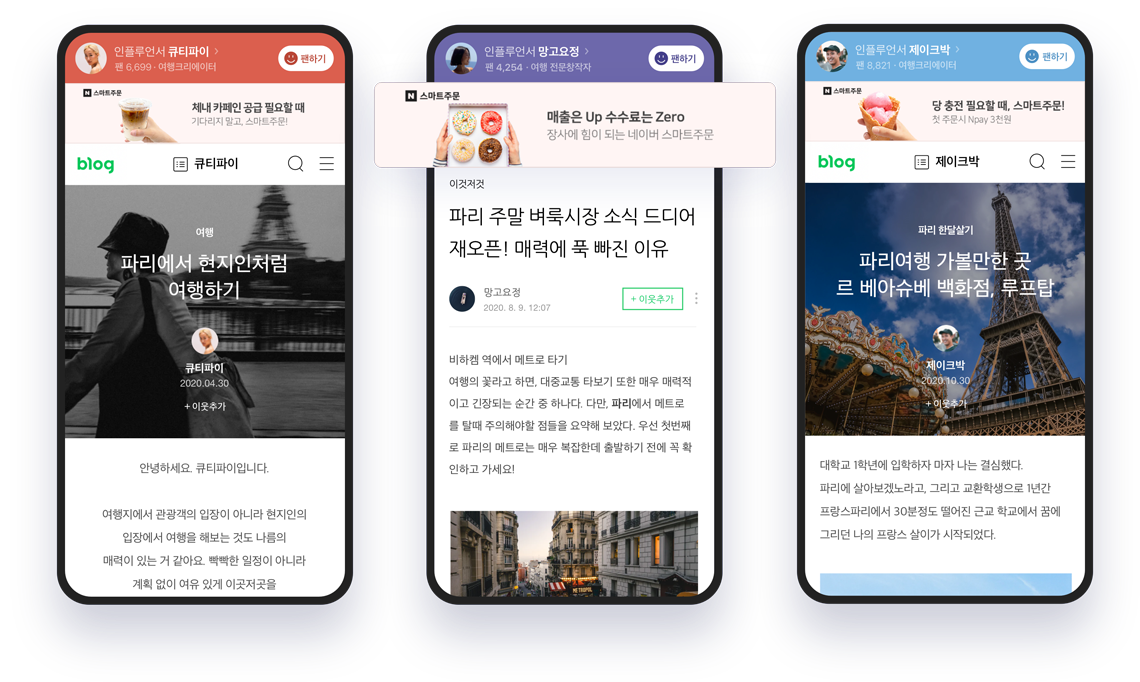 인플루언서 큐티파이 >
팬 6,699 · 여행크리에이터
팬하기
N 스마트주문
체내 카페인 공급 필요할 때
기다리지 말고, 스마트주문!
blog
큐티파이
여행
파리에서 현지인처럼
여행하기
큐티파이
2020.04.30
+ 이웃추가
안녕하세요. 큐티파이입니다.
여행지에서 관광객의 입장이 아니라 현지인의
입장에서 여행을 해보는 것도 나름의
매력이 있는 거 같아요. 빡빡한 일정이 아니라
계획 없이 여유 있게 이곳저곳을
인플루언서 망고요정 >
팬 4,254 · 여행 전문창작자
팬하기
N 스마트주문
매출은 Up 수수료는 Zero
장사에 힘이 되는 네이버 스마트주문
이것저것
파리 주말 벼룩시장 소식 드디어
재오픈! 매력에 푹 빠진 이유
망고요정
2020. 8. 9. 12:07
+ 이웃추가
비하켐 역에서 메트로 타기
여행의 꽃라고 하면, 대중교통 타보기 또한 매우 매력적
이고 긴장되는 순간 중 하나다. 다만, 파리에서 메트로
를 탈때 주의해야할 점들을 요약해 보았다. 우선 첫번째
로 파리의 메트로는 매우 복잡한데 출발하기 전에 꼭 확
인하고 가세요!
METROPOL
인플루언서 제이크박 >
팬 8,821 · 여행크리에이터
팬하기
N 스마트주문
당 충전 필요할 때, 스마트주문!
첫 주문시 Npay 3천원
blog
제이크박
파리 한달살기
파리여행 가볼만한 곳
르 베아슈베 백화점, 루프탑
제이크박
2020.10.30
+ 이웃추가
대학교 1학년에 입학하자 마자 나는 결심했다.
파리에 살아보겠노라고, 그리고 교환학생으로 1년간
프랑스파리에서 30분정도 떨어진 근교 학교에서 꿈에
그리던 나의 프랑스 살이가 시작되었다.